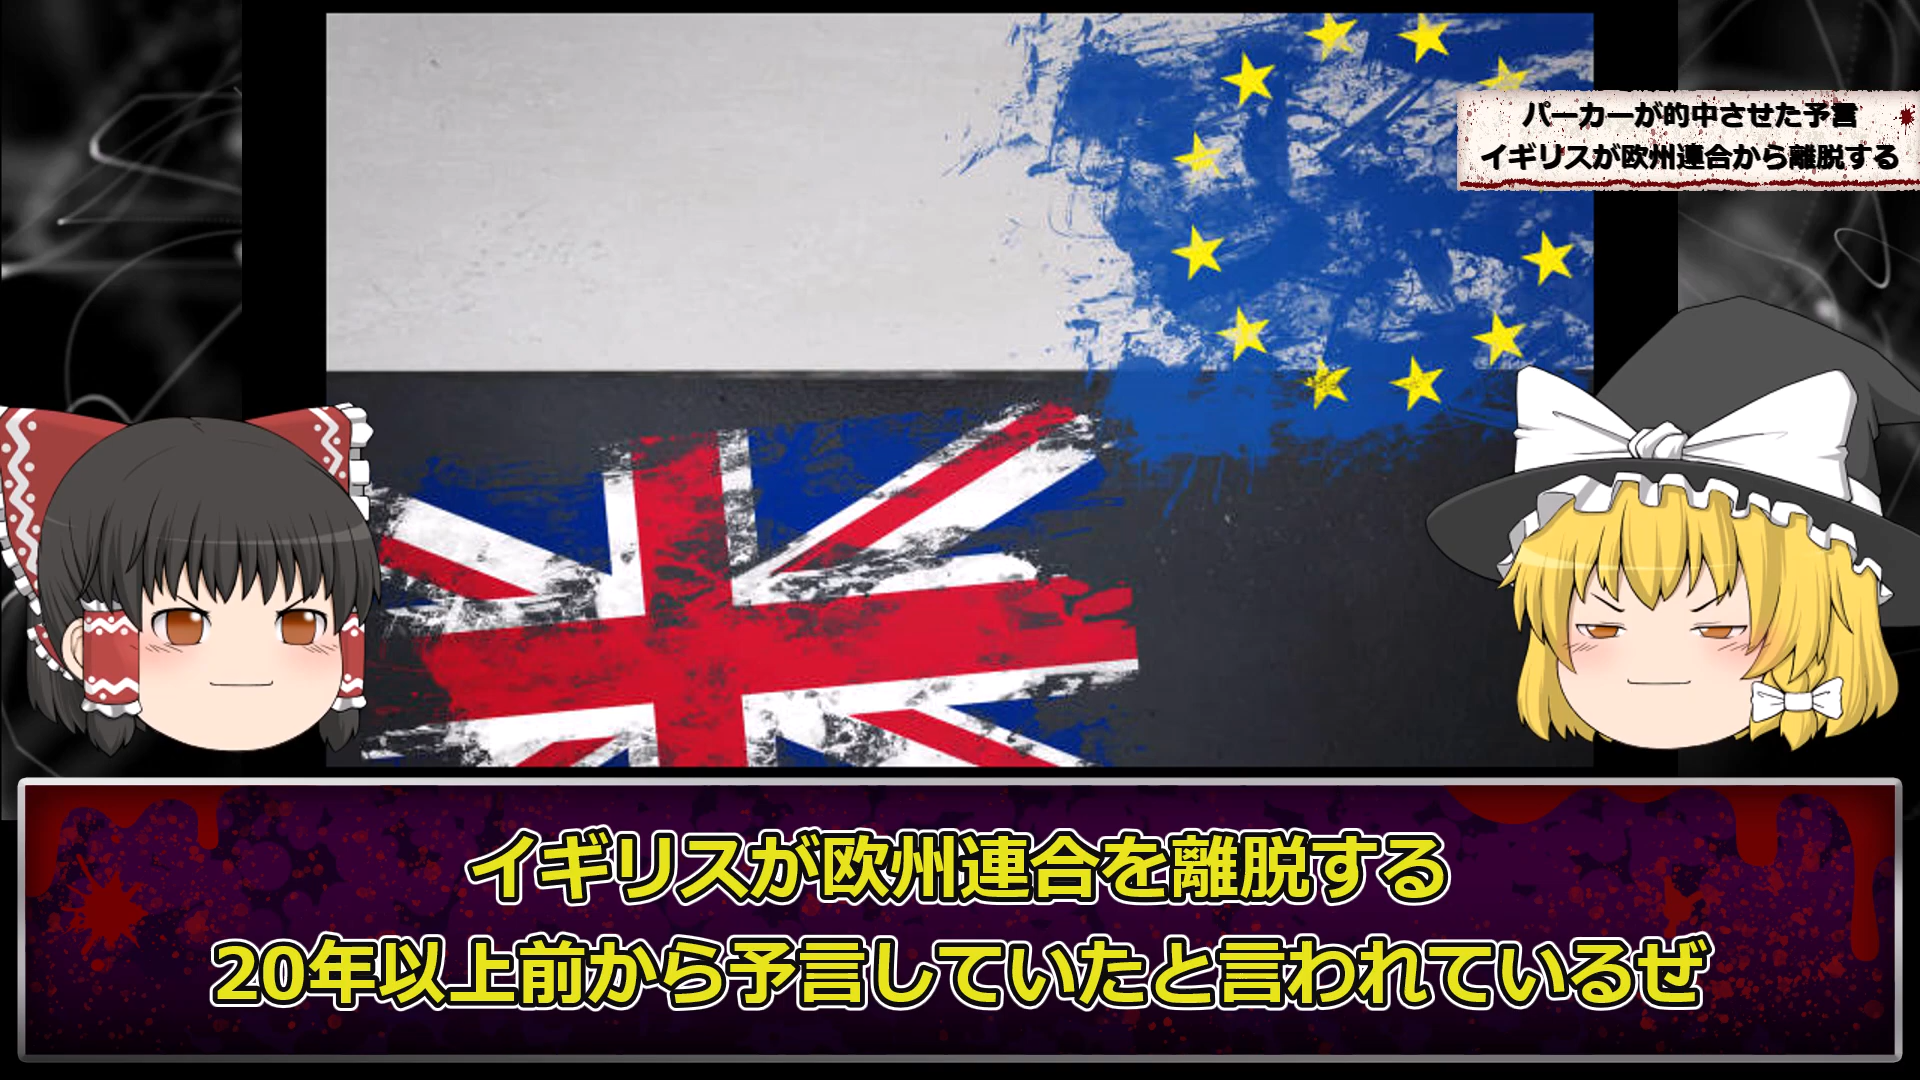 パーカーが的中させた予言
イギリスが欧州連合から離脱する
イギリスが欧州連合を離脱する
20年以上前から予言していたと言われているぜ